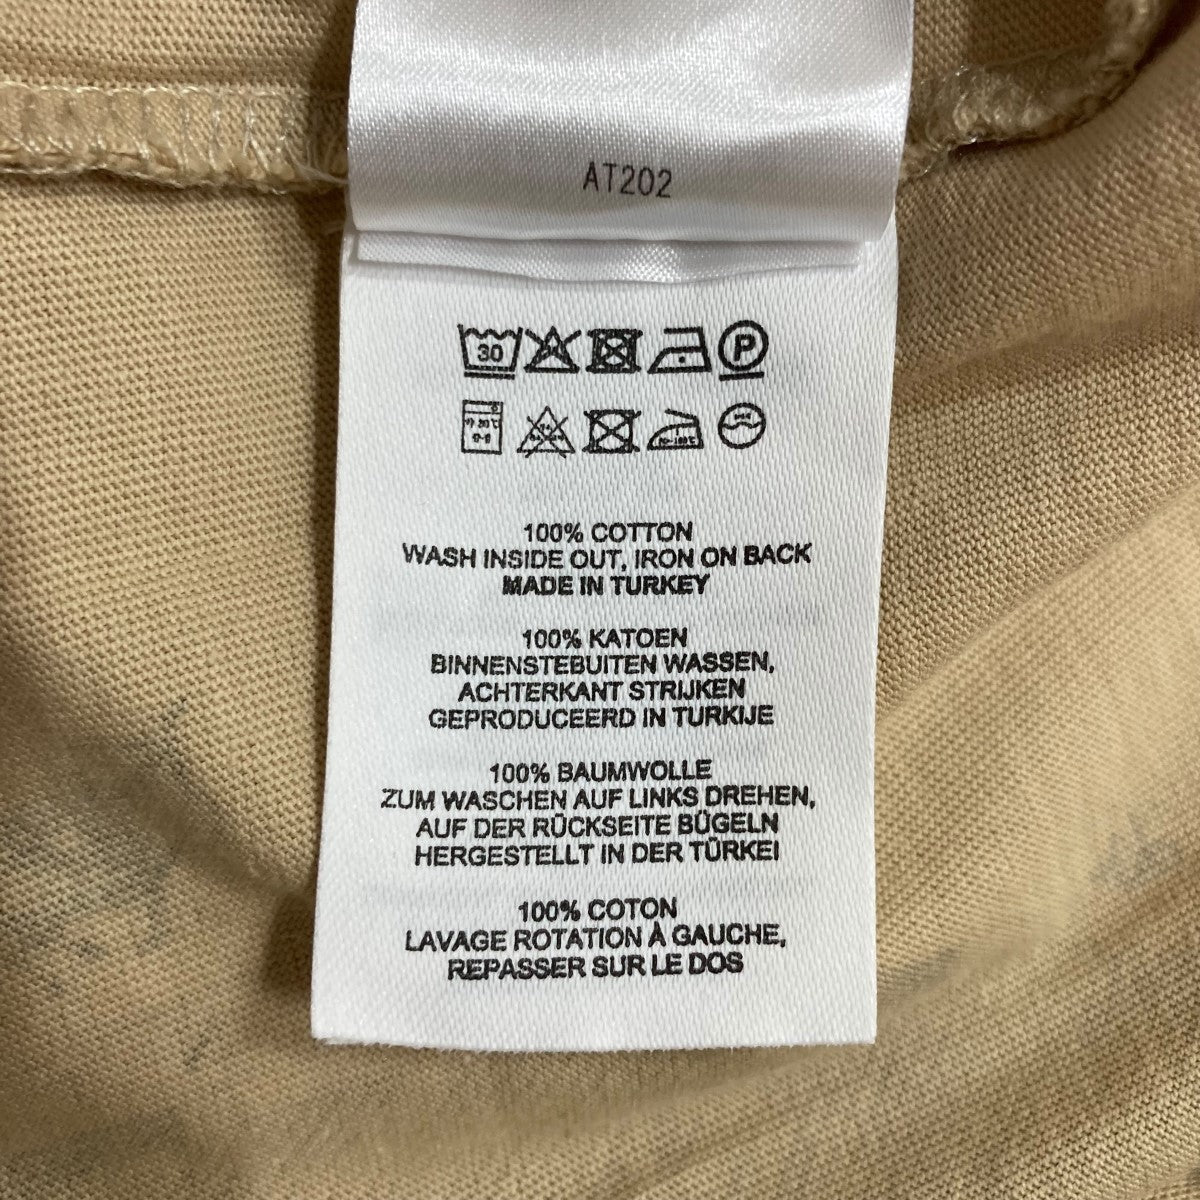 AT202
30
P
100% COTTON
WASH INSIDE OUT, IRON ON BACK
MADE IN TURKEY
100% KATOEN
BINNENSTEBUITEN WASSEN,
ACHTERKANT STRIJKEN
GEPRODUCEERD IN TURKIJE
100% BAUMWOLLE
ZUM WASCHEN AUF LINKS DREHEN,
AUF DER RÜCKSEITE BÜGELN
HERGESTELLT IN DER TÜRKEI
100% COTON
LAVAGE ROTATION À GAUCHE,
REPASSER SUR LE DOS